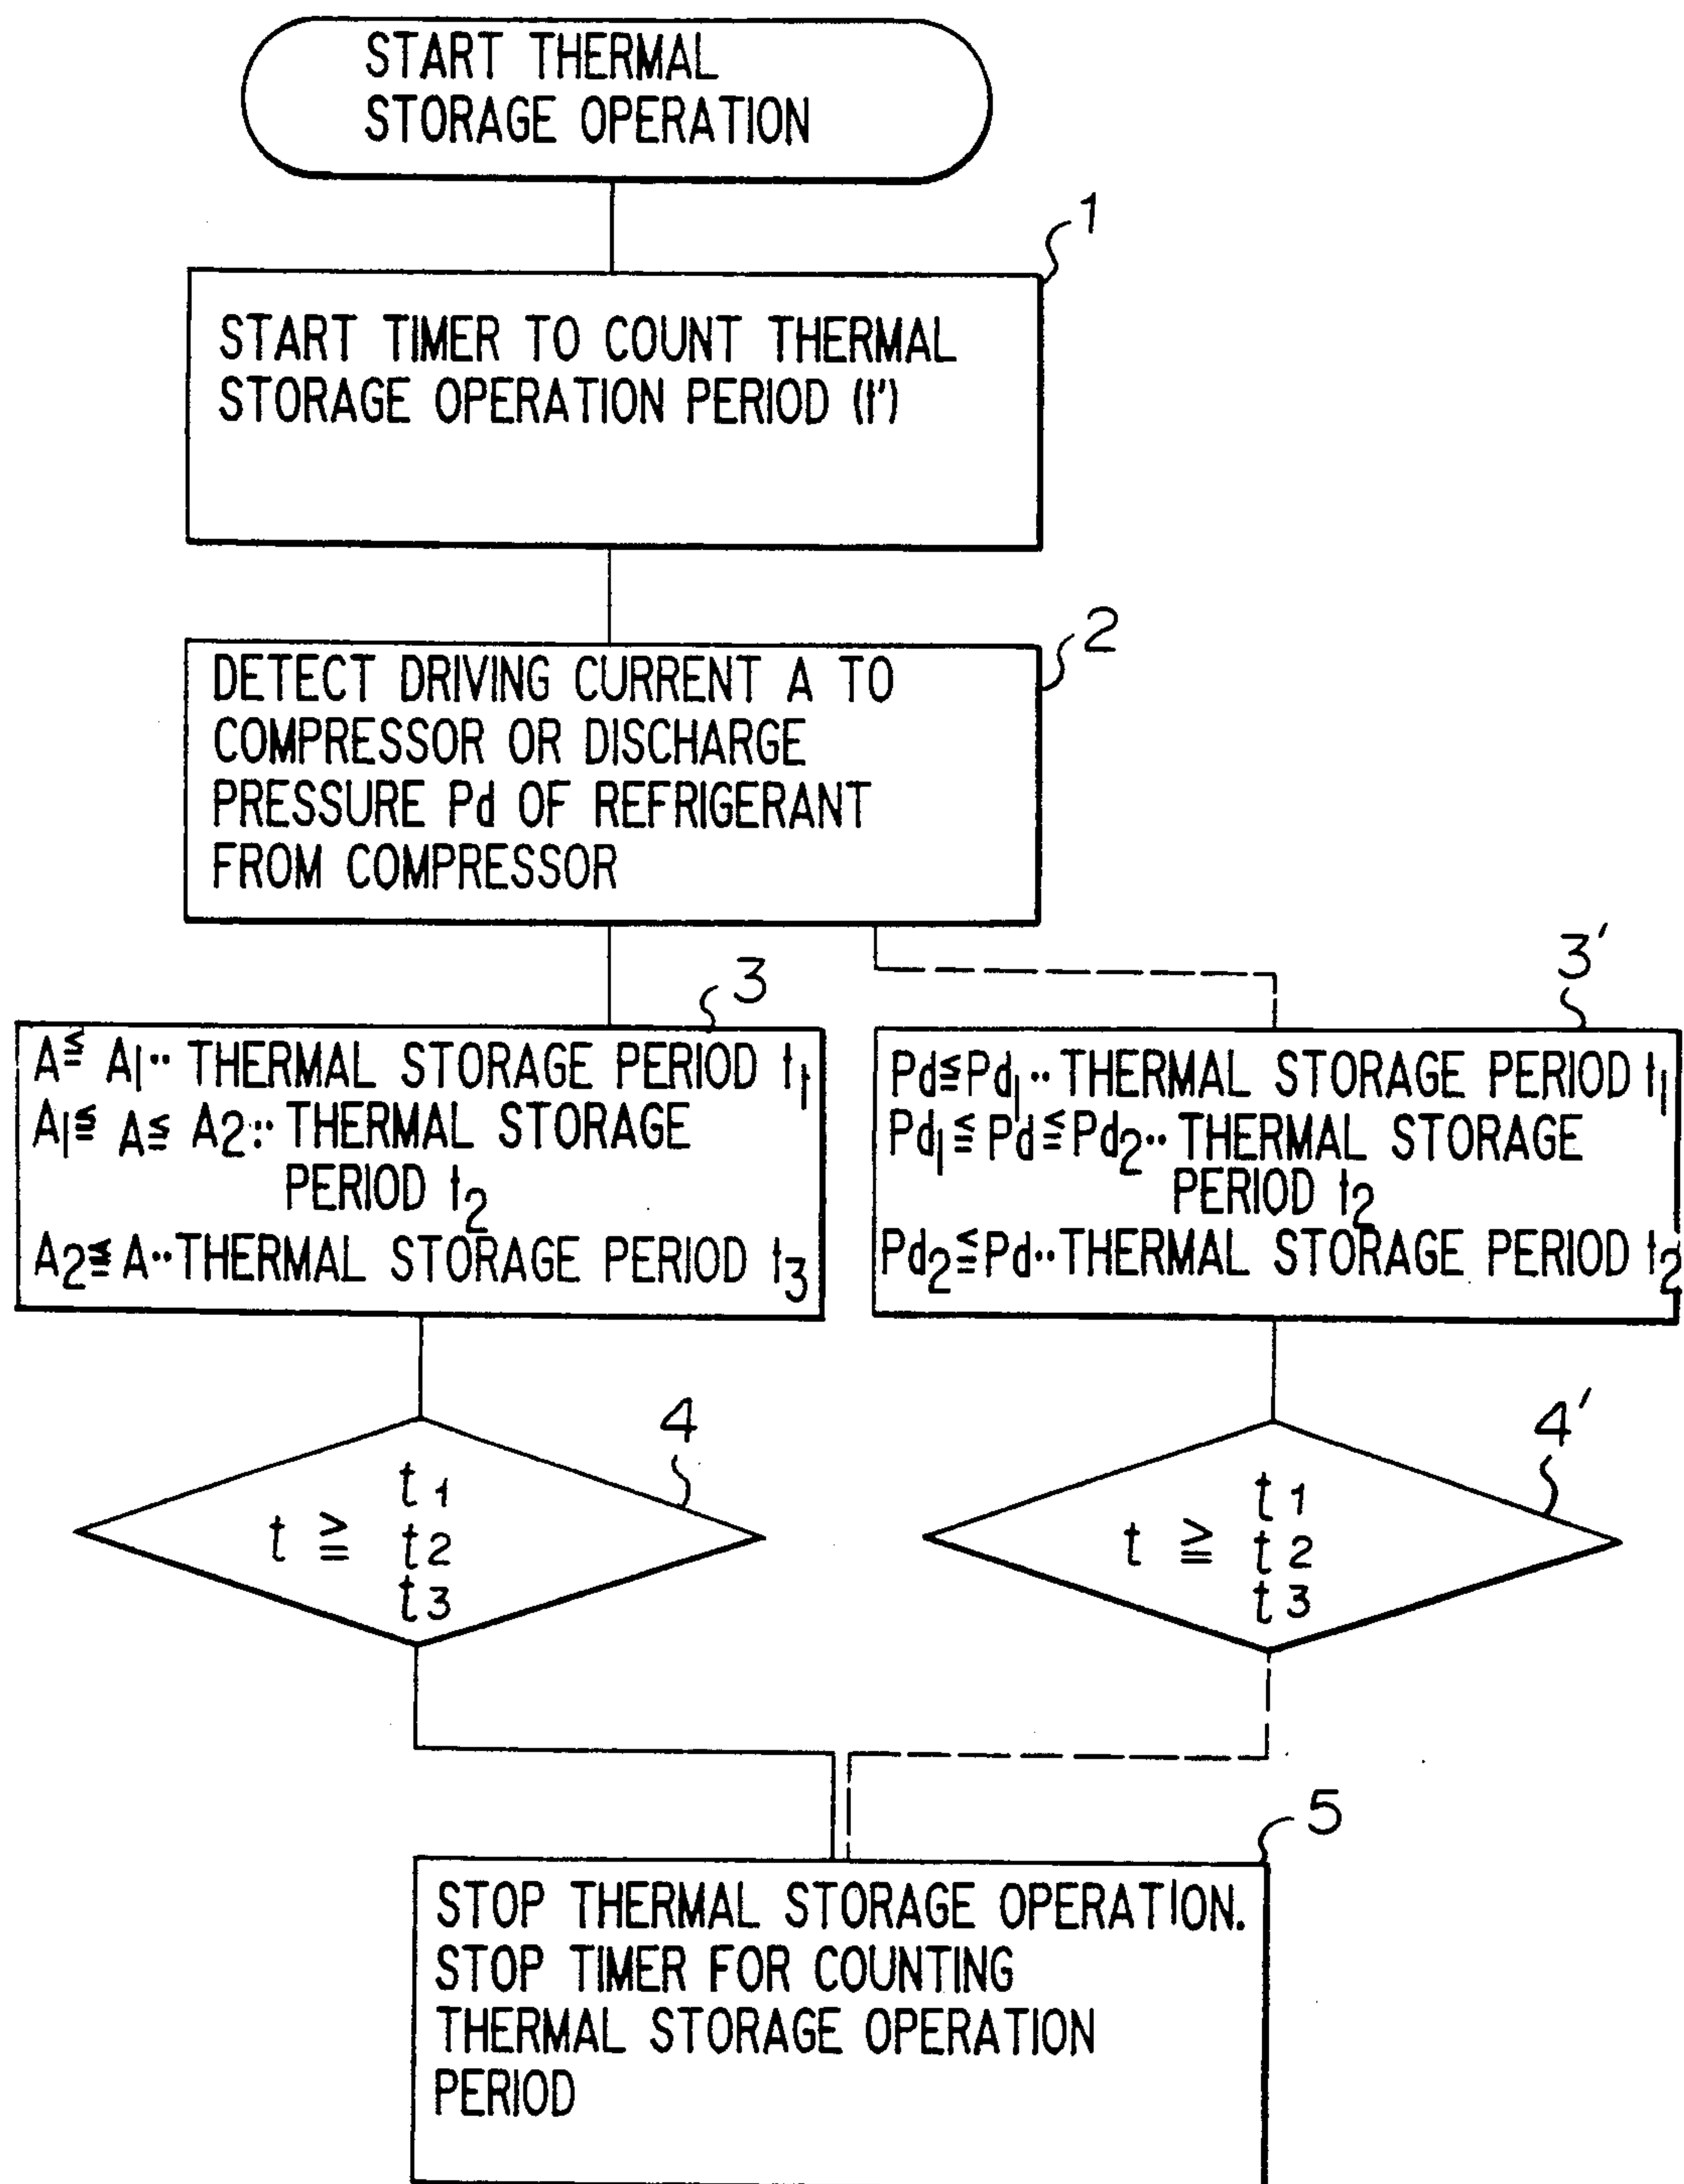 START THERMAL
STORAGE OPERATION
1
START TIMER TO COUNT THERMAL
STORAGE OPERATION PERIOD (t')
2
DETECT DRIVING CURRENT A TO
COMPRESSOR OR DISCHARGE
PRESSURE Pd OF REFRIGERANT
FROM COMPRESSOR
3
A≦ A1·· THERMAL STORAGE PERIOD t1
A1≦ A≦ A2··· THERMAL STORAGE
PERIOD t2
A2≦ A··THERMAL STORAGE PERIOD t3
3'
Pd≦Pd1·· THERMAL STORAGE PERIOD t1
Pd1≦Pd≦Pd2·· THERMAL STORAGE
PERIOD t2
Pd2≦Pd··THERMAL STORAGE PERIOD t2
4
t ≧ t1
t2
t3
4'
t ≧ t1
t2
t3
5
STOP THERMAL STORAGE OPERATION.
STOP TIMER FOR COUNTING
THERMAL STORAGE OPERATION
PERIOD